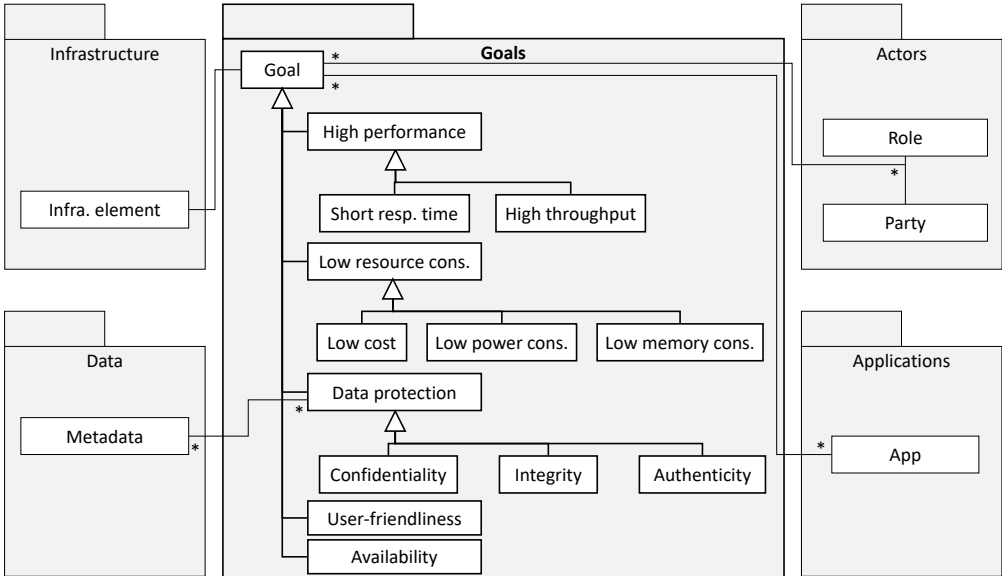 Infrastructure
Goals
Actors
*
Goal
*
High performance
Role
*
Infra. element
Short resp. time
High throughput
Party
Low resource cons.
Low cost
Low power cons.
Low memory cons.
Data
Applications
Data protection
*
Metadata
*
*
App
Confidentiality
Integrity
Authenticity
User-friendliness
Availability